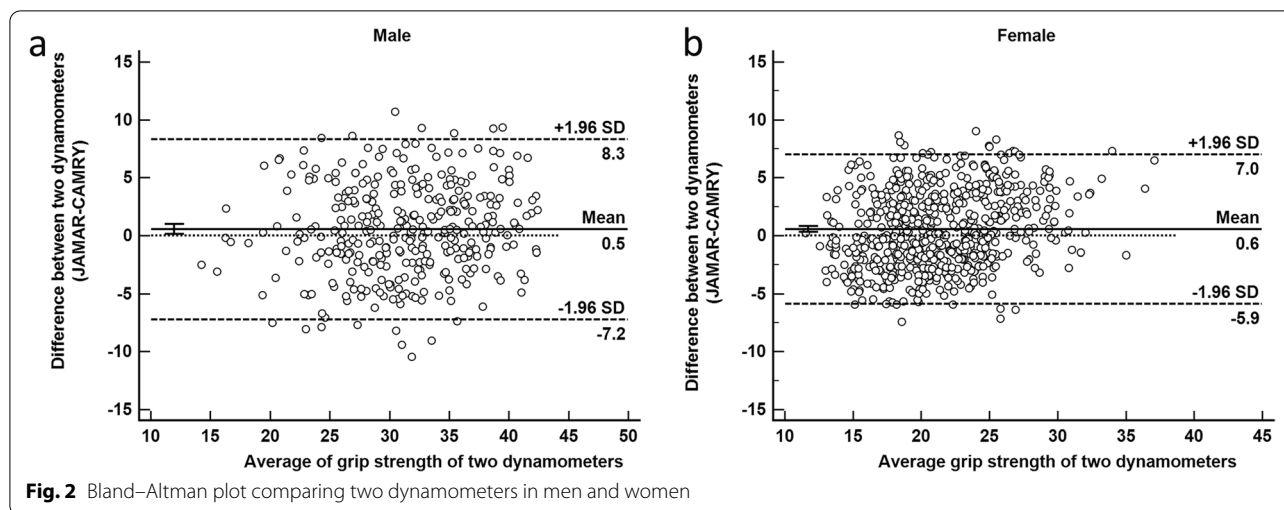 a
Male
Difference between two dynamometers
(JAMAR-CAMRY)
15
10
5
0
-5
-10
-15
+1.96 SD
8.3
Mean
0.5
-1.96 SD
-7.2
10 15 20 25 30 35 40 45 50
Average of grip strength of two dynamometers
b
Female
Difference between two dynamometers
(JAMAR-CAMRY)
15
10
5
0
-5
-10
-15
+1.96 SD
7.0
Mean
0.6
-1.96 SD
-5.9
10 15 20 25 30 35 40 45
Average grip strength of two dynamometers
Fig. 2 Bland–Altman plot comparing two dynamometers in men and women